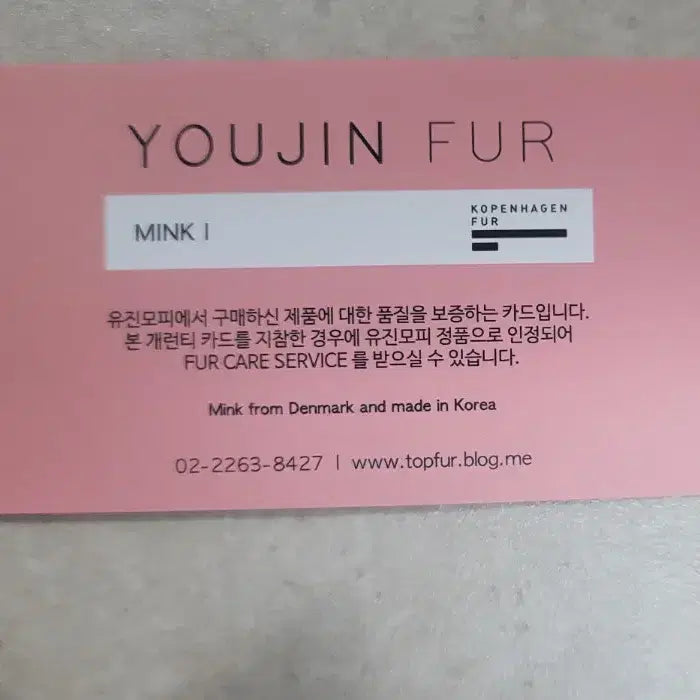 YOUJIN FUR
MINK |
KOPENHAGEN
FUR
유진모피에서 구매하신 제품에 대한 품질을 보증하는 카드입니다.
본 개런티 카드를 지참한 경우에 유진모피 정품으로 인정되어
FUR CARE SERVICE 를 받으실 수 있습니다.
Mink from Denmark and made in Korea
02-2263-8427 | www.topfur.blog.me